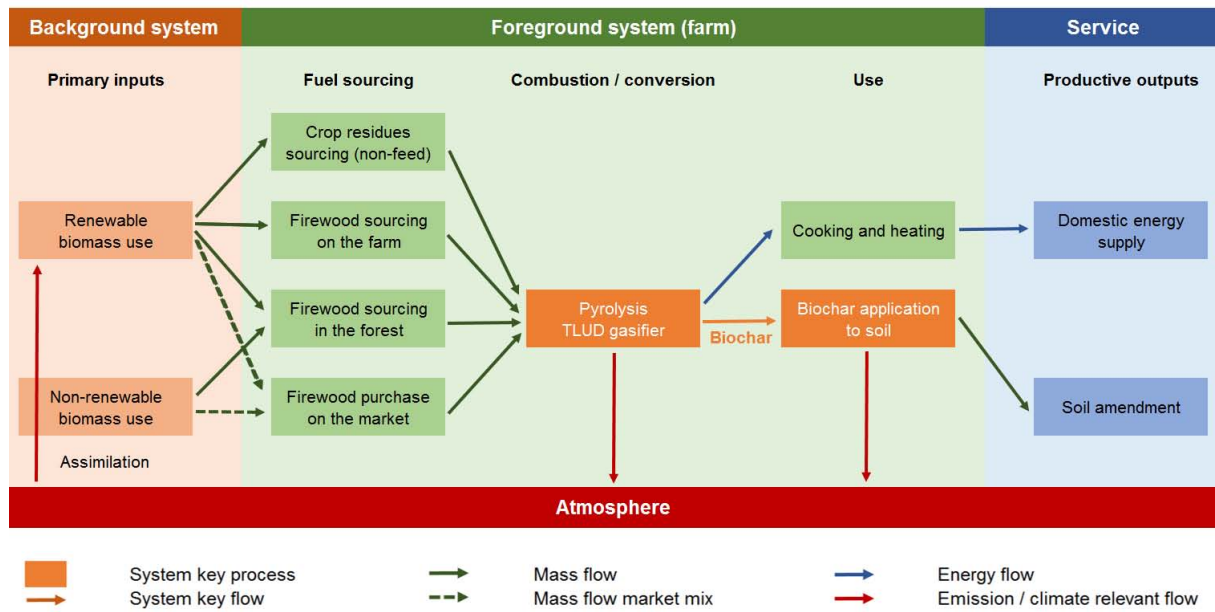 Background system
Foreground system (farm)
Service
Primary inputs
Fuel sourcing
Combustion / conversion
Use
Productive outputs
Crop residues
sourcing (non-feed)
Renewable
biomass use
Firewood sourcing
on the farm
Cooking and heating
Domestic energy
supply
Firewood sourcing
in the forest
Pyrolysis
TLUD gasifier
Biochar
Biochar application
to soil
Non-renewable
biomass use
Firewood purchase
on the market
Soil amendment
Assimilation
Atmosphere
System key process
Mass flow
Energy flow
System key flow
Mass flow market mix
Emission / climate relevant flow